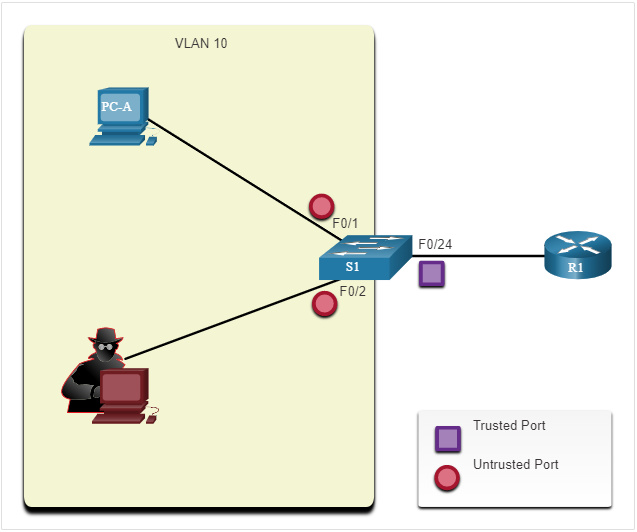 VLAN 10
PC-A
F0/1
F0/24
S1
R1
F0/2
Trusted Port
Untrusted Port